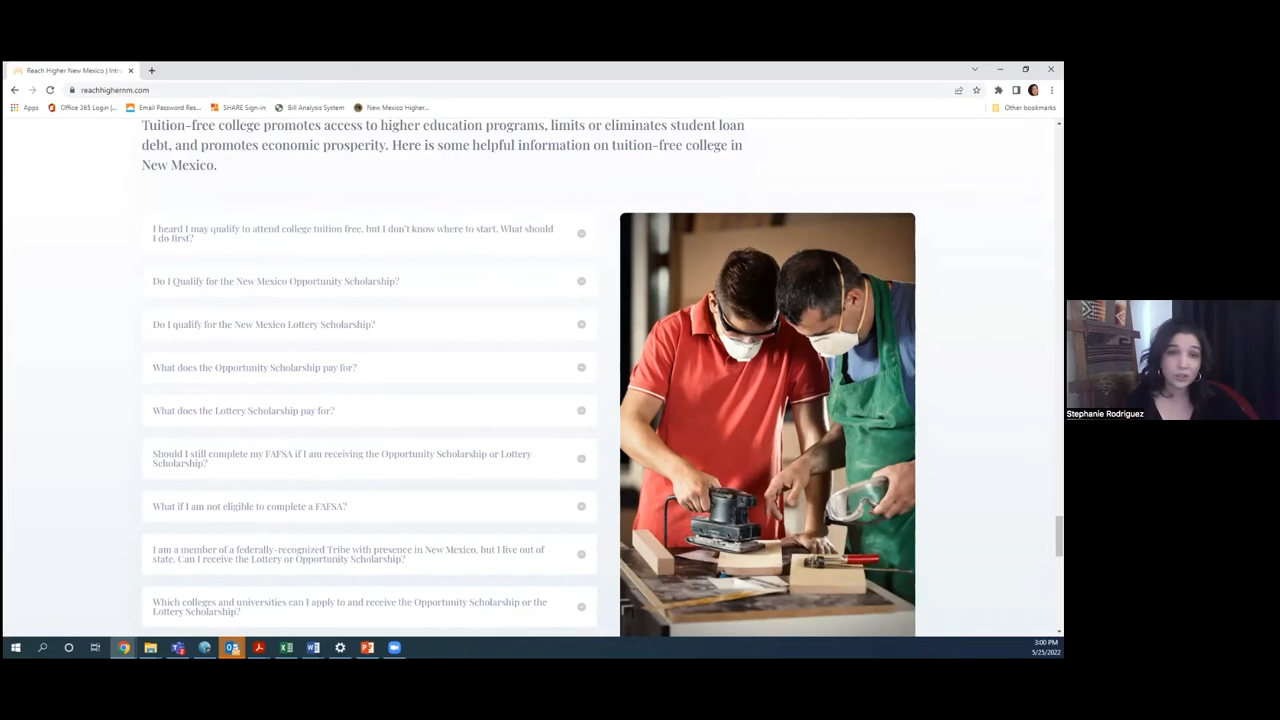 Reach Higher New Mexico | Intro
reachhighernm.com
Apps
Office 365 Login |...
Email Password Res...
SHARE Sign-in
Bill Analysis System
New Mexico Higher...
Other bookmarks
Tuition-free college promotes access to higher education programs, limits or eliminates student loan
debt, and promotes economic prosperity. Here is some helpful information on tuition-free college in
New Mexico.
I heard I may qualify to attend college tuition free, but I don't know where to start. What should
I do first?
Do I Qualify for the New Mexico Opportunity Scholarship?
Do I qualify for the New Mexico Lottery Scholarship?
What does the Opportunity Scholarship pay for?
What does the Lottery Scholarship pay for?
Should I still complete my FAFSA if I am receiving the Opportunity Scholarship or Lottery
Scholarship?
What if I am not eligible to complete a FAFSA?
I am a member of a federally-recognized Tribe with presence in New Mexico, but I live out of
state. Can I receive the Lottery or Opportunity Scholarship?
Which colleges and universities can I apply to and receive the Opportunity Scholarship or the
Lottery Scholarship?
Stephanie Rodriguez
3:00 PM
5/25/2022